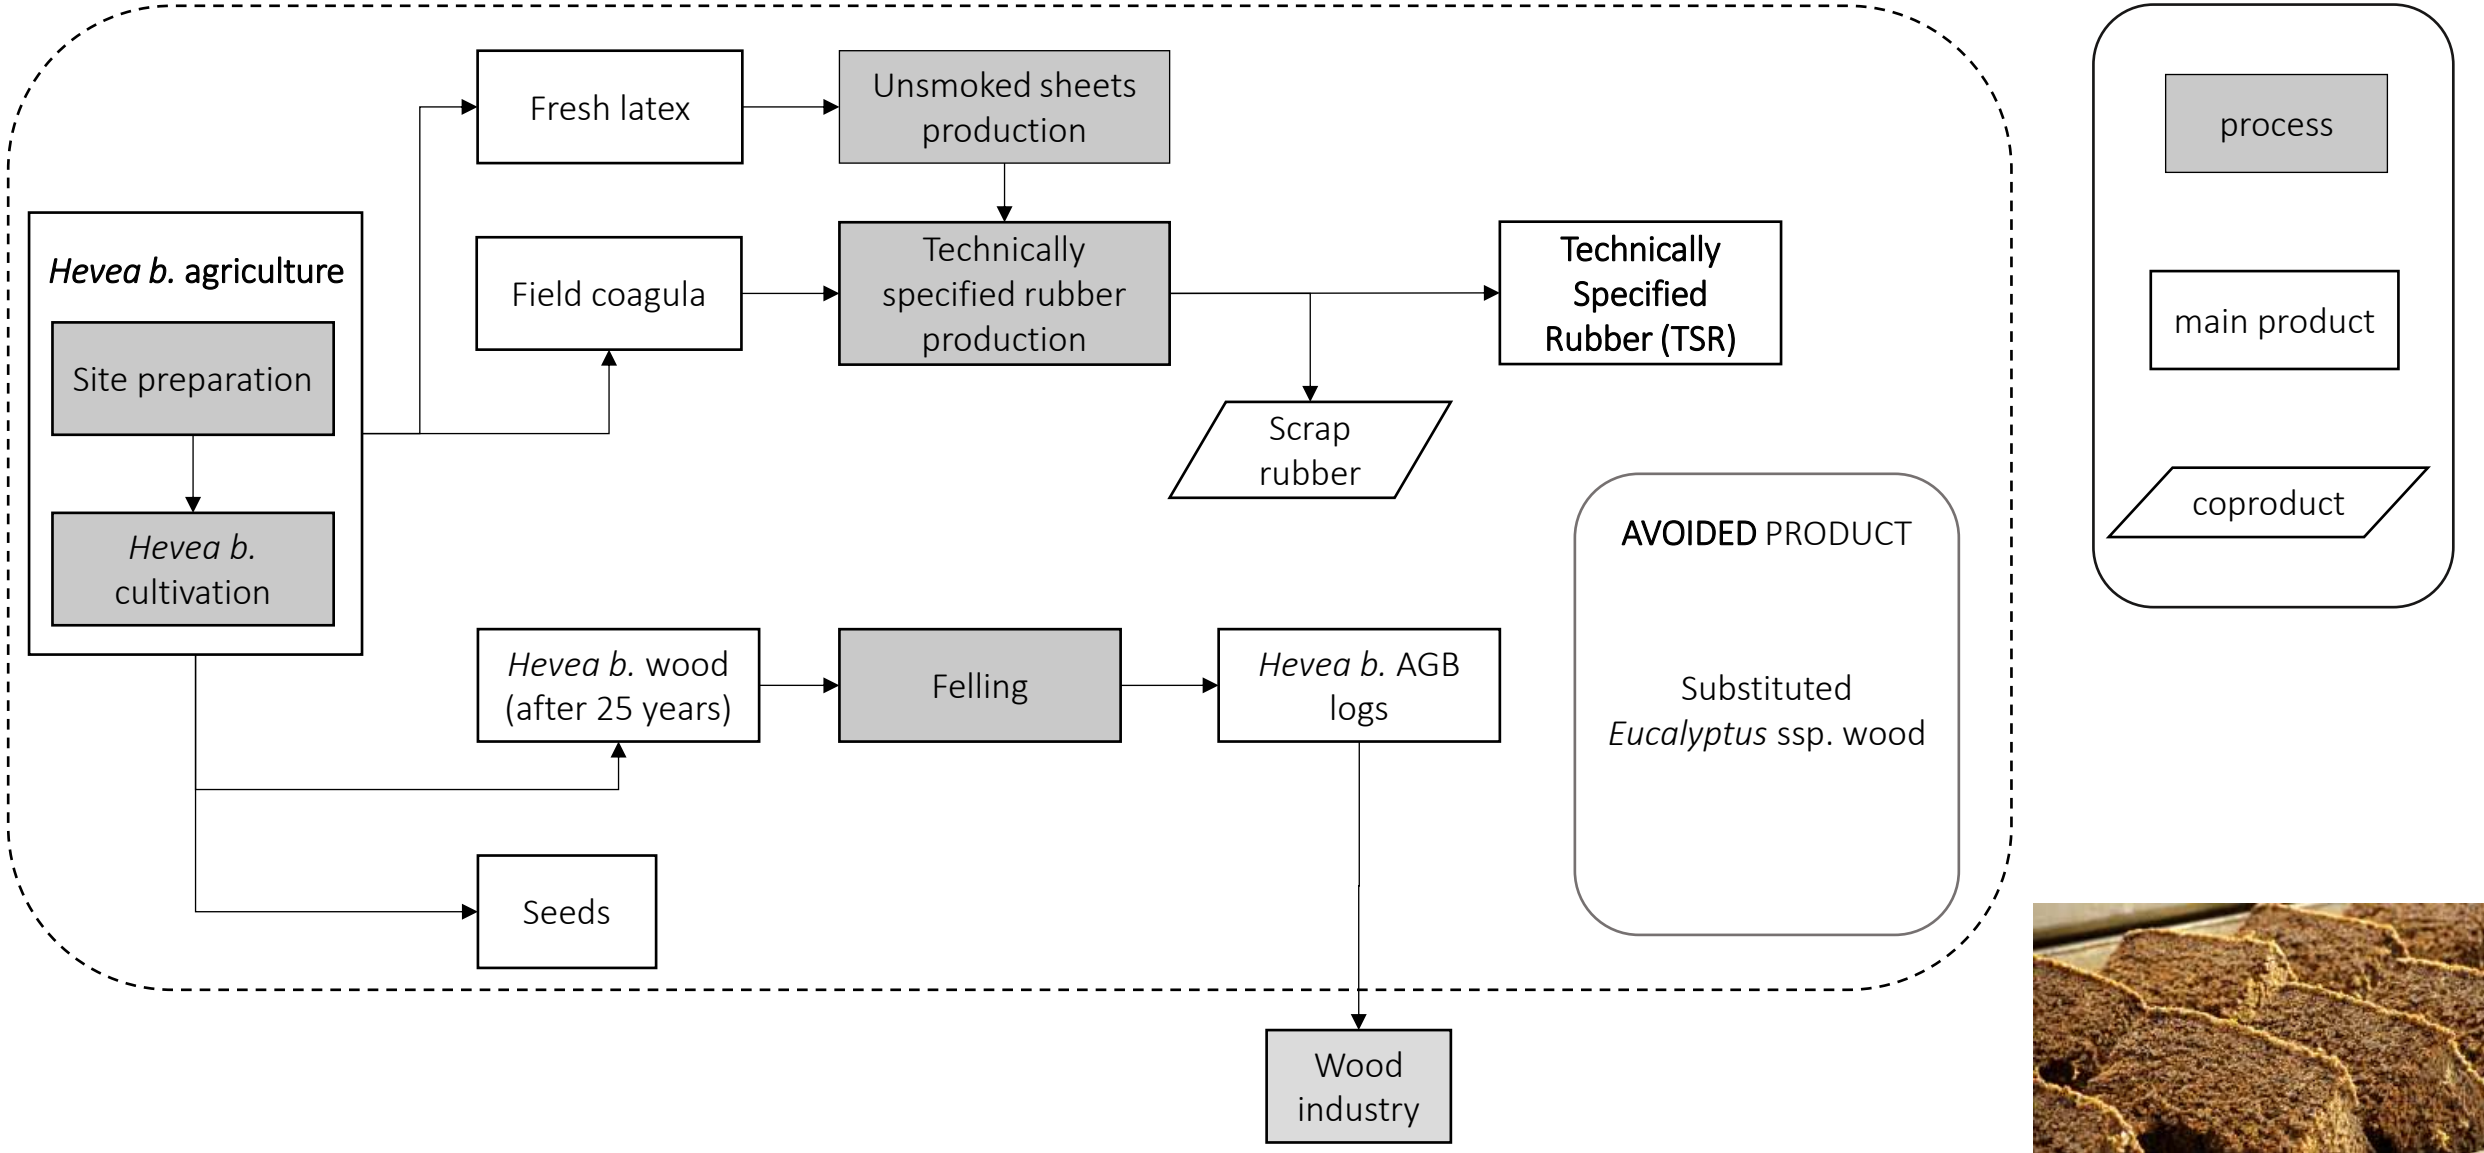 Fresh latex
Unsmoked sheets
production
process
Hevea b. agriculture
Field coagula
Technically
specified rubber
production
Technically
Specified
Rubber (TSR)
main product
Site preparation
Scrap
rubber
coproduct
Hevea b.
cultivation
AVOIDED PRODUCT
Hevea b. wood
(after 25 years)
Felling
Hevea b. AGB
logs
Substituted
Eucalyptus ssp. wood
Seeds
Wood
industry